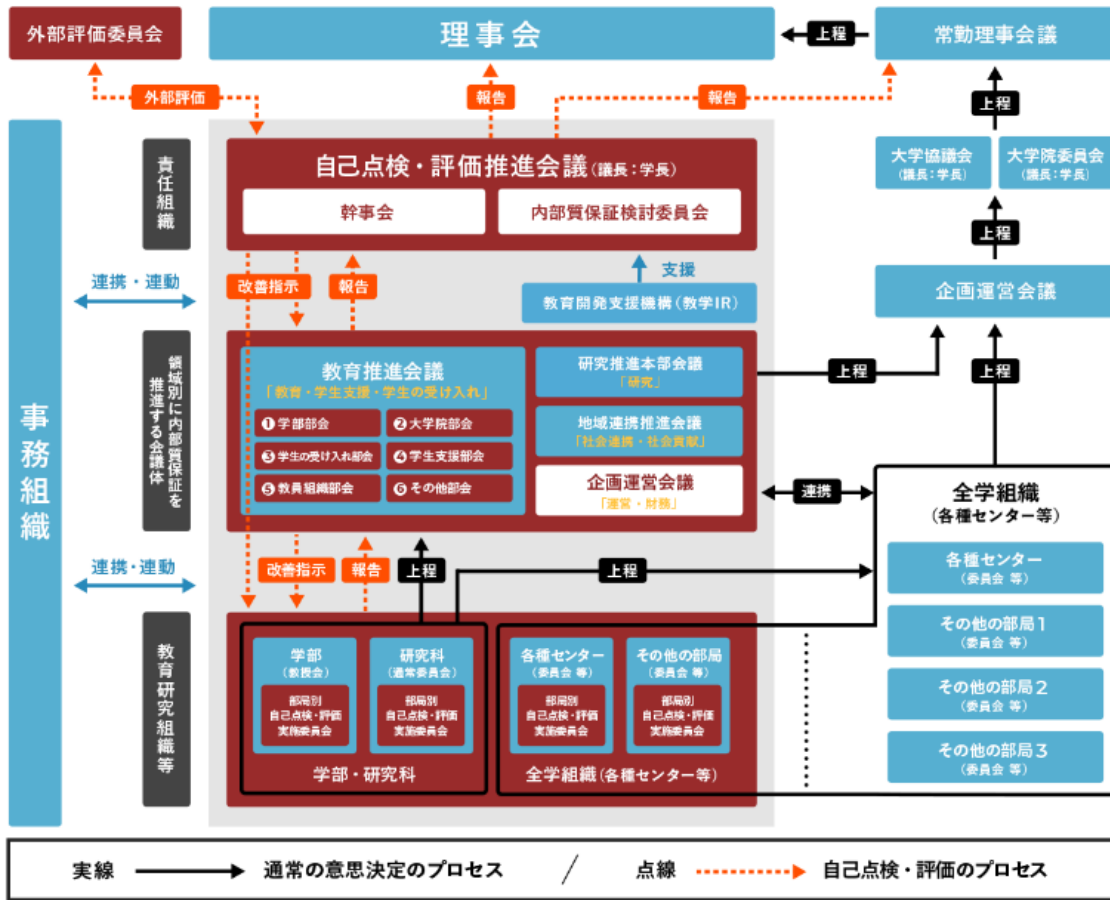 外部評価委員会
理事会
上程
常勤理事会議
外部評価
報告
報告
上程
大学協議会
(議長:学長)
大学院委員会
(議長:学長)
責任組織
自己点検・評価推進会議(議長:学長)
幹事会
内部質保証検討委員会
上程
連携・連動
改善指示
報告
支援
教育開発支援機構(教学IR)
企画運営会議
事務組織
領域別に内部質保証を
推進する会議体
教育推進会議
「教育・学生支援・学生の受け入れ」
❶学部部会
❷大学院部会
❸学生の受け入れ部会
❹学生支援部会
❺教員組織部会
❻その他部会
研究推進本部会議
「研究」
地域連携推進会議
「社会連携・社会貢献」
企画運営会議
「運営・財務」
上程
上程
連携
全学組織
(各種センター等)
各種センター
(委員会 等)
その他の部局1
(委員会 等)
その他の部局2
(委員会 等)
その他の部局3
(委員会 等)
連携・連動
改善指示
報告
上程
上程
教育研究組織等
学部
(教授会)
部局別
自己点検・評価
実施委員会
研究科
(通常委員会)
部局別
自己点検・評価
実施委員会
学部・研究科
各種センター
(委員会 等)
部局別
自己点検・評価
実施委員会
その他の部局
(委員会 等)
部局別
自己点検・評価
実施委員会
全学組織(各種センター等)
実線 通常の意思決定のプロセス / 点線 自己点検・評価のプロセス